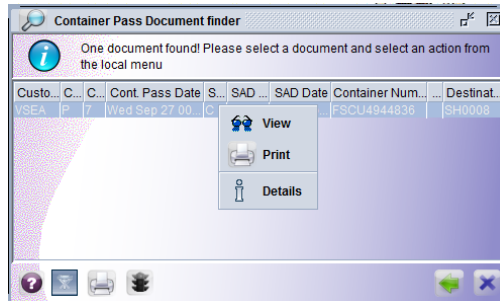 Container Pass Document finder
One document found! Please select a document and select an action from
the local menu
Custo... C... C... Cont. Pass Date S... SAD ... SAD Date Container Num... ... Destinat...
VSEA P 7 Wed Sep 27 00... C FSCU4944836 SH0008
View
Print
Details